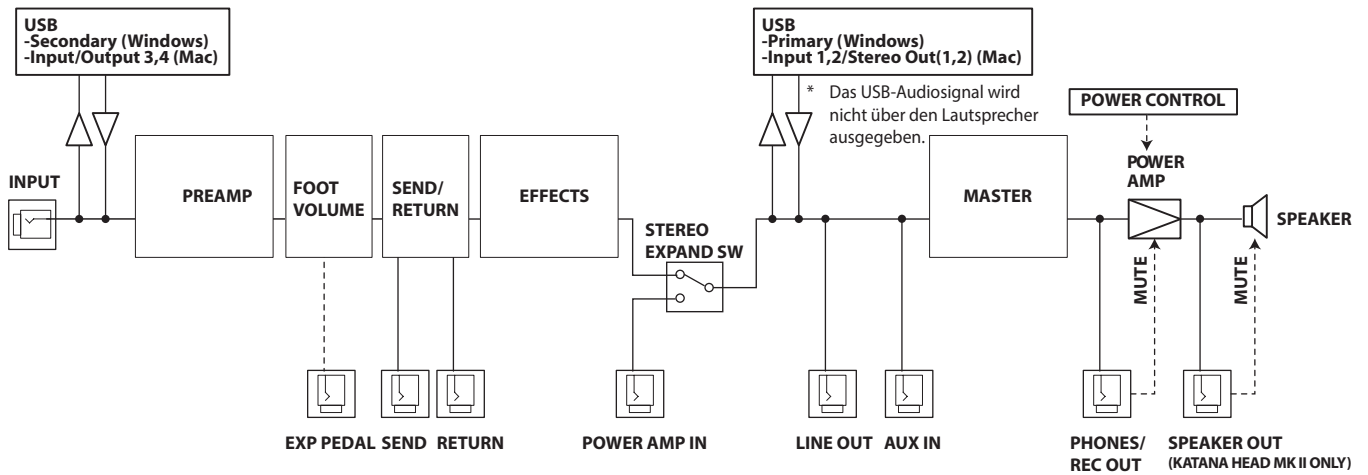 USB
-Secondary (Windows)
-Input/Output 3,4 (Mac)
USB
-Primary (Windows)
-Input 1,2/Stereo Out(1,2) (Mac)
* Das USB-Audiosignal wird
nicht über den Lautsprecher
ausgegeben.
POWER CONTROL
INPUT
PREAMP
FOOT
VOLUME
SEND/
RETURN
EFFECTS
STEREO
EXPAND SW
MASTER
POWER
AMP
SPEAKER
MUTE
MUTE
EXP PEDAL
SEND
RETURN
POWER AMP IN
LINE OUT
AUX IN
PHONES/
REC OUT
SPEAKER OUT
(KATANA HEAD MK II ONLY)